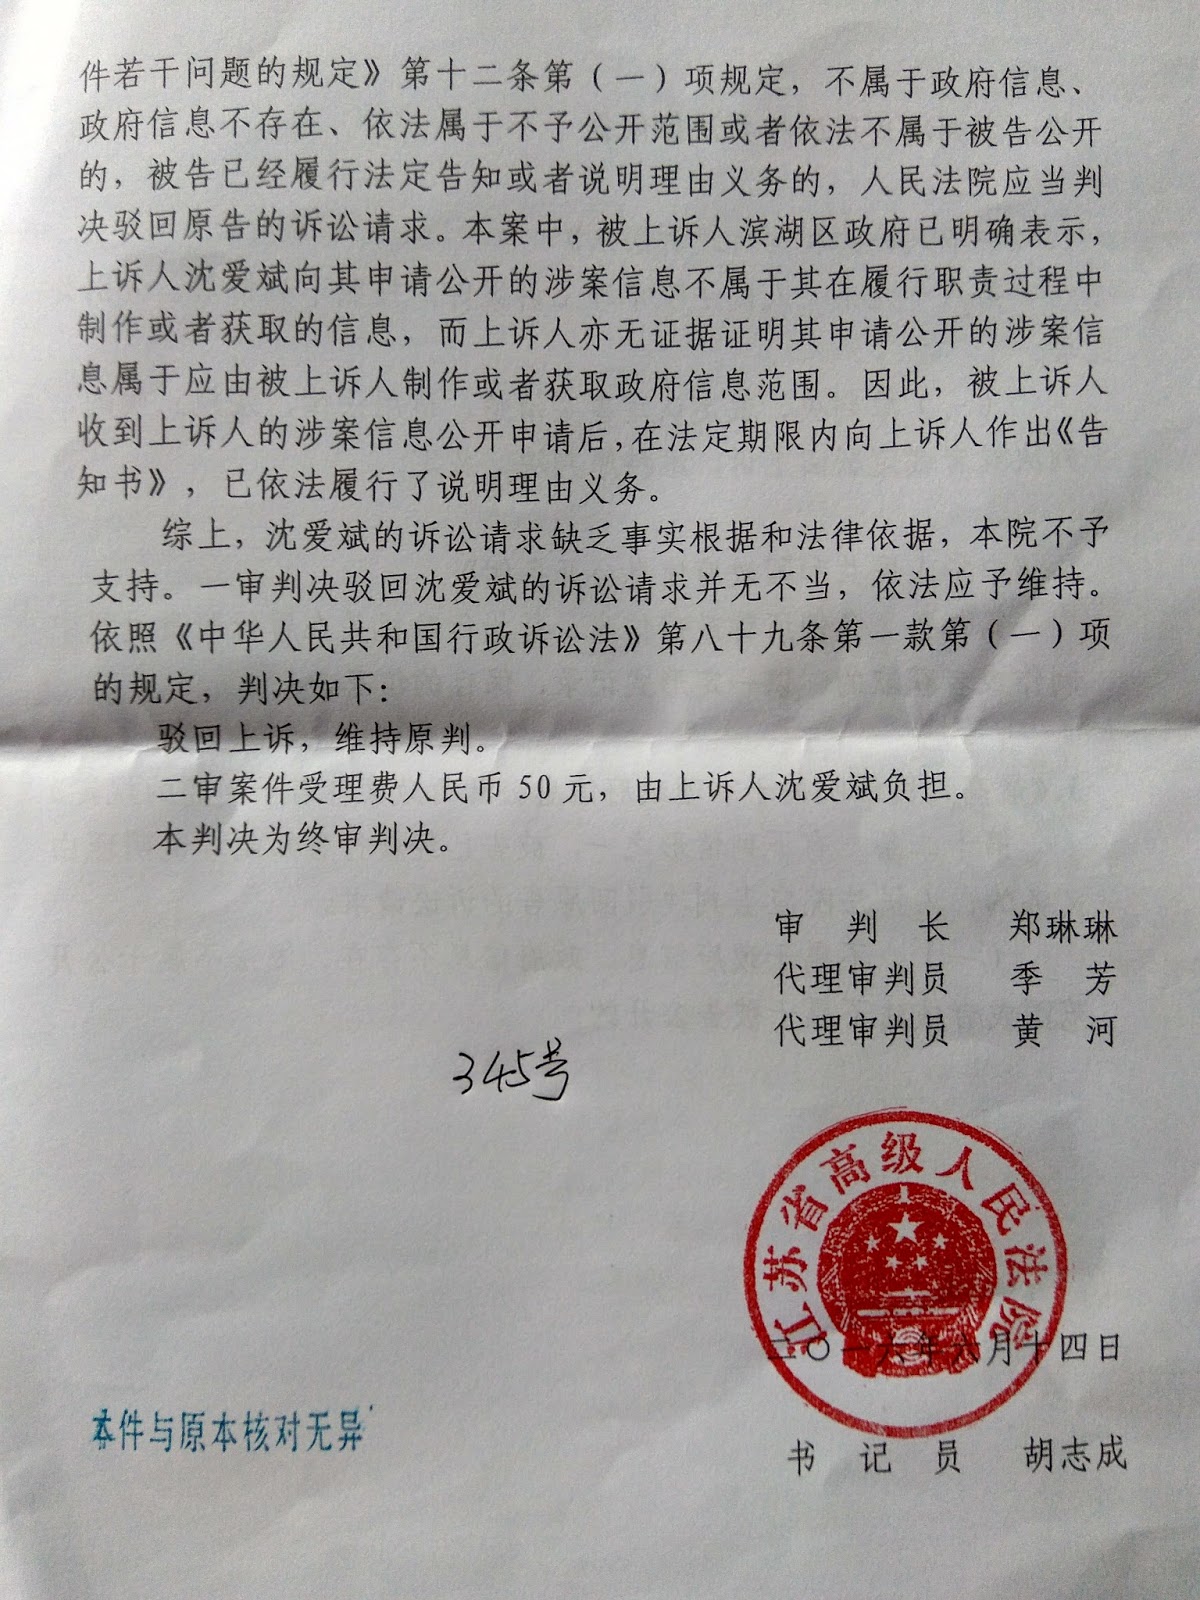 件若干问题的规定》第十二条第（一）项规定，不属于政府信息、
政府信息不存在、依法属于不予公开范围或者依法不属于被告公开
的，被告已经履行法定告知或者说明理由义务的，人民法院应当判
决驳回原告的诉讼请求。本案中，被上诉人滨湖区政府已明确表示，
上诉人沈爱斌向其申请公开的涉案信息不属于其在履行职责过程中
制作或者获取的信息，而上诉人亦无证据证明其申请公开的涉案信
息属于应由被上诉人制作或者获取政府信息范围。因此，被上诉人
收到上诉人的涉案信息公开申请后，在法定期限内向上诉人作出《告
知书》，已依法履行了说明理由义务。
综上，沈爱斌的诉讼请求缺乏事实根据和法律依据，本院不予
支持。一审判决驳回沈爱斌的诉讼请求并无不当，依法应予维持。
依照《中华人民共和国行政诉讼法》第八十九条第一款第（一）项
的规定，判决如下：
驳回上诉，维持原判。
二审案件受理费人民币50元，由上诉人沈爱斌负担。
本判决为终审判决。
审 判 长 郑琳琳
代理审判员 季 芳
代理审判员 黄 河
345号
江苏省高级人民法院
二〇一六年六月十四日
本件与原本核对无异
书 记 员 胡志成